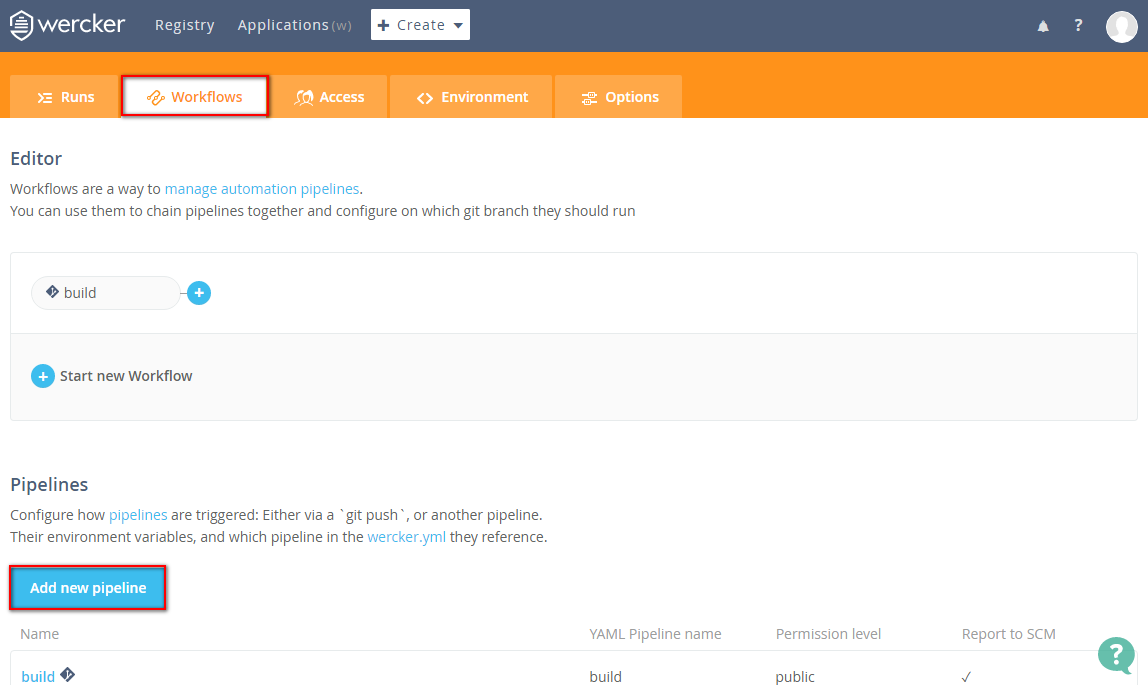 wercker Registry Applications (w) + Create ?
Runs Workflows Access Environment Options
Editor
Workflows are a way to manage automation pipelines.
You can use them to chain pipelines together and configure on which git branch they should run
build +
+ Start new Workflow
Pipelines
Configure how pipelines are triggered: Either via a `git push`, or another pipeline.
Their environment variables, and which pipeline in the wercker.yml they reference.
Add new pipeline
Name YAML Pipeline name Permission level Report to SCM
build build public ✓
?